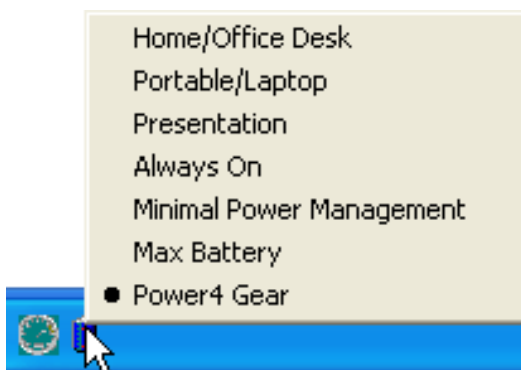 Home/Office Desk
Portable/Laptop
Presentation
Always On
Minimal Power Management
Max Battery
Power4 Gear